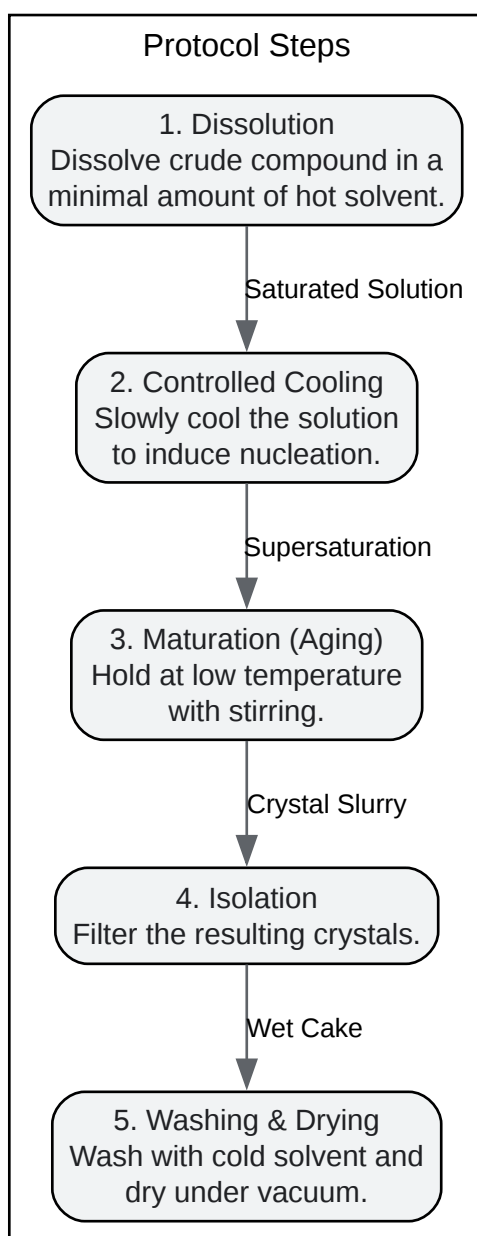 Protocol Steps
1. Dissolution
Dissolve crude compound in a
minimal amount of hot solvent.
Saturated Solution
2. Controlled Cooling
Slowly cool the solution
to induce nucleation.
Supersaturation
3. Maturation (Aging)
Hold at low temperature
with stirring.
Crystal Slurry
4. Isolation
Filter the resulting crystals.
Wet Cake
5. Washing & Drying
Wash with cold solvent and
dry under vacuum.